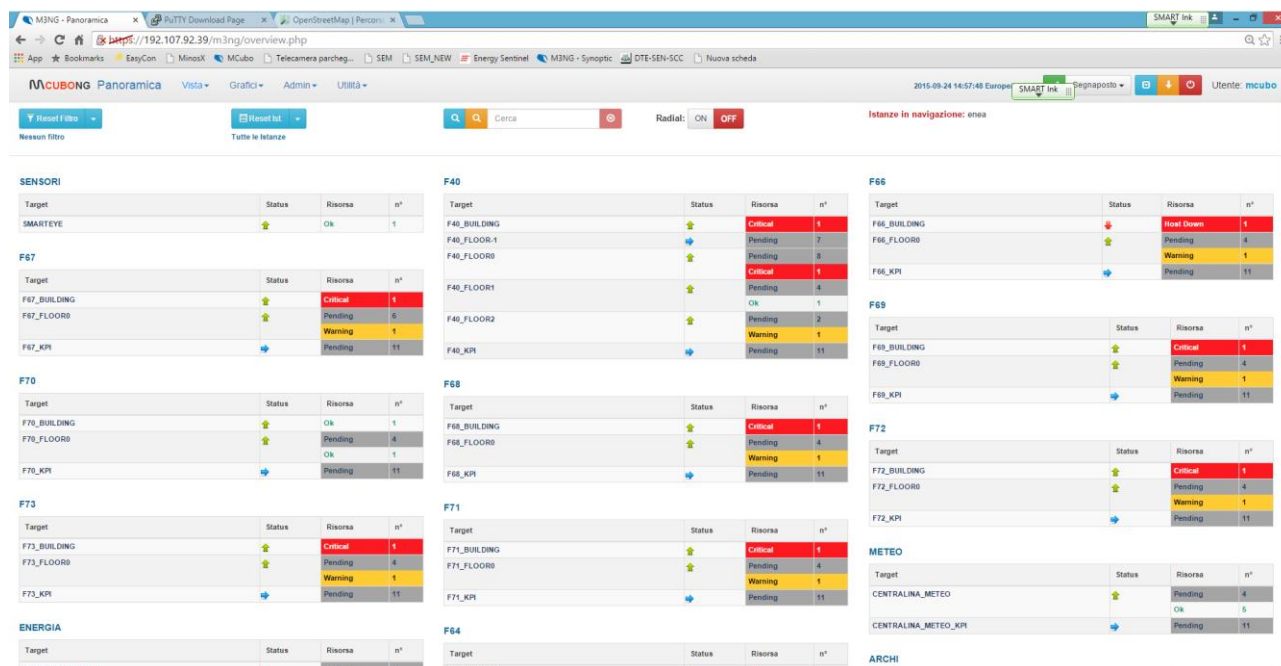 M3NG - Panoramica
PuTTY Download Page
OpenStreetMap | Percors
SMART Ink
https://192.107.92.39/m3ng/overview.php
App Bookmarks EasyCon MinosX MCubo Telecamera parcheg... SEM SEM_NEW Energy Sentinel M3NG - Synoptic DTE-SEN-SCC Nuova scheda
MCUBONG Panoramica Vista Grafici Admin Utilità
2015-09-24 14:57:48 Europe
SMART Ink
Segnaposto
Utente: mcubo
Reset Filtro
Nessun filtro
Reset Ist.
Tutte le Istanze
Cerca
Radial: ON OFF
Istanze in navigazione: enea
SENSORI
Target Status Risorsa n°
SMARTEYE Ok 1
F67
Target Status Risorsa n°
F67_BUILDING Critical 1
F67_FLOOR0 Pending 6
Warning 1
F67_KPI Pending 11
F70
Target Status Risorsa n°
F70_BUILDING Ok 1
F70_FLOOR0 Pending 4
Ok 1
F70_KPI Pending 11
F73
Target Status Risorsa n°
F73_BUILDING Critical 1
F73_FLOOR0 Pending 4
Warning 1
F73_KPI Pending 11
ENERGIA
Target Status Risorsa n°
F40
Target Status Risorsa n°
F40_BUILDING Critical 1
F40_FLOOR-1 Pending 7
F40_FLOOR0 Pending 8
Critical 1
F40_FLOOR1 Pending 4
Ok 1
F40_FLOOR2 Pending 2
Warning 1
F40_KPI Pending 11
F68
Target Status Risorsa n°
F68_BUILDING Critical 1
F68_FLOOR0 Pending 4
Warning 1
F68_KPI Pending 11
F71
Target Status Risorsa n°
F71_BUILDING Critical 1
F71_FLOOR0 Pending 4
Warning 1
F71_KPI Pending 11
F64
Target Status Risorsa n°
F66
Target Status Risorsa n°
F66_BUILDING Host Down 1
F66_FLOOR0 Pending 4
Warning 1
F66_KPI Pending 11
F69
Target Status Risorsa n°
F69_BUILDING Critical 1
F69_FLOOR0 Pending 4
Warning 1
F69_KPI Pending 11
F72
Target Status Risorsa n°
F72_BUILDING Critical 1
F72_FLOOR0 Pending 4
Warning 1
F72_KPI Pending 11
METEO
Target Status Risorsa n°
CENTRALINA_METEO Pending 4
Ok 5
CENTRALINA_METEO_KPI Pending 11
ARCHI